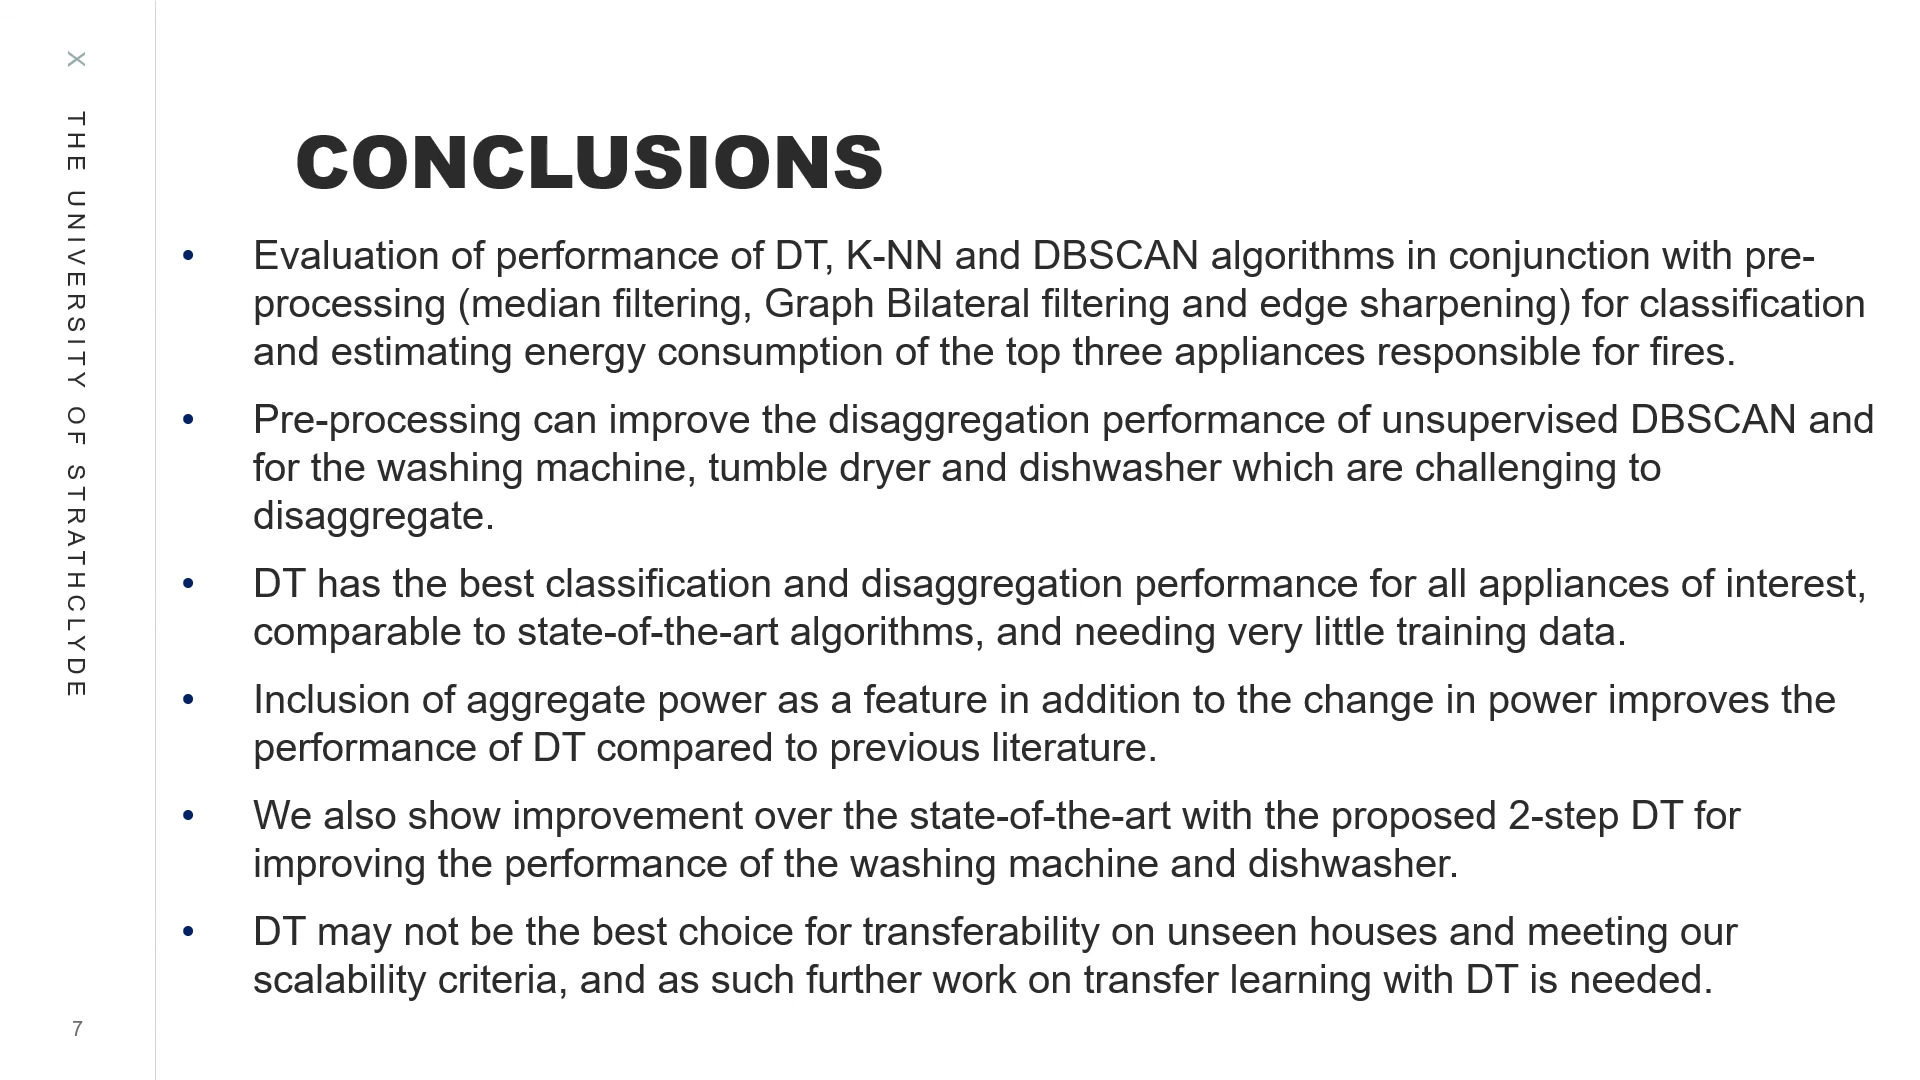 X THE UNIVERSITY OF STRATHCLYDE
CONCLUSIONS
• Evaluation of performance of DT, K-NN and DBSCAN algorithms in conjunction with pre-
processing (median filtering, Graph Bilateral filtering and edge sharpening) for classification
and estimating energy consumption of the top three appliances responsible for fires.
• Pre-processing can improve the disaggregation performance of unsupervised DBSCAN and
for the washing machine, tumble dryer and dishwasher which are challenging to
disaggregate.
• DT has the best classification and disaggregation performance for all appliances of interest,
comparable to state-of-the-art algorithms, and needing very little training data.
• Inclusion of aggregate power as a feature in addition to the change in power improves the
performance of DT compared to previous literature.
• We also show improvement over the state-of-the-art with the proposed 2-step DT for
improving the performance of the washing machine and dishwasher.
• DT may not be the best choice for transferability on unseen houses and meeting our
scalability criteria, and as such further work on transfer learning with DT is needed.
7